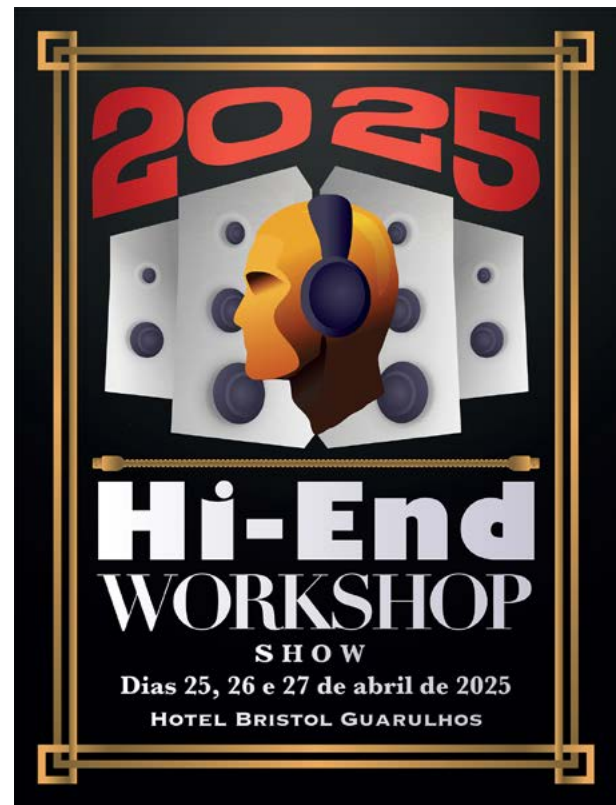 2025
Hi-End
WORKSHOP
SHOW
Dias 25, 26 e 27 de abril de 2025
HOTEL BRISTOL GUARULHOS